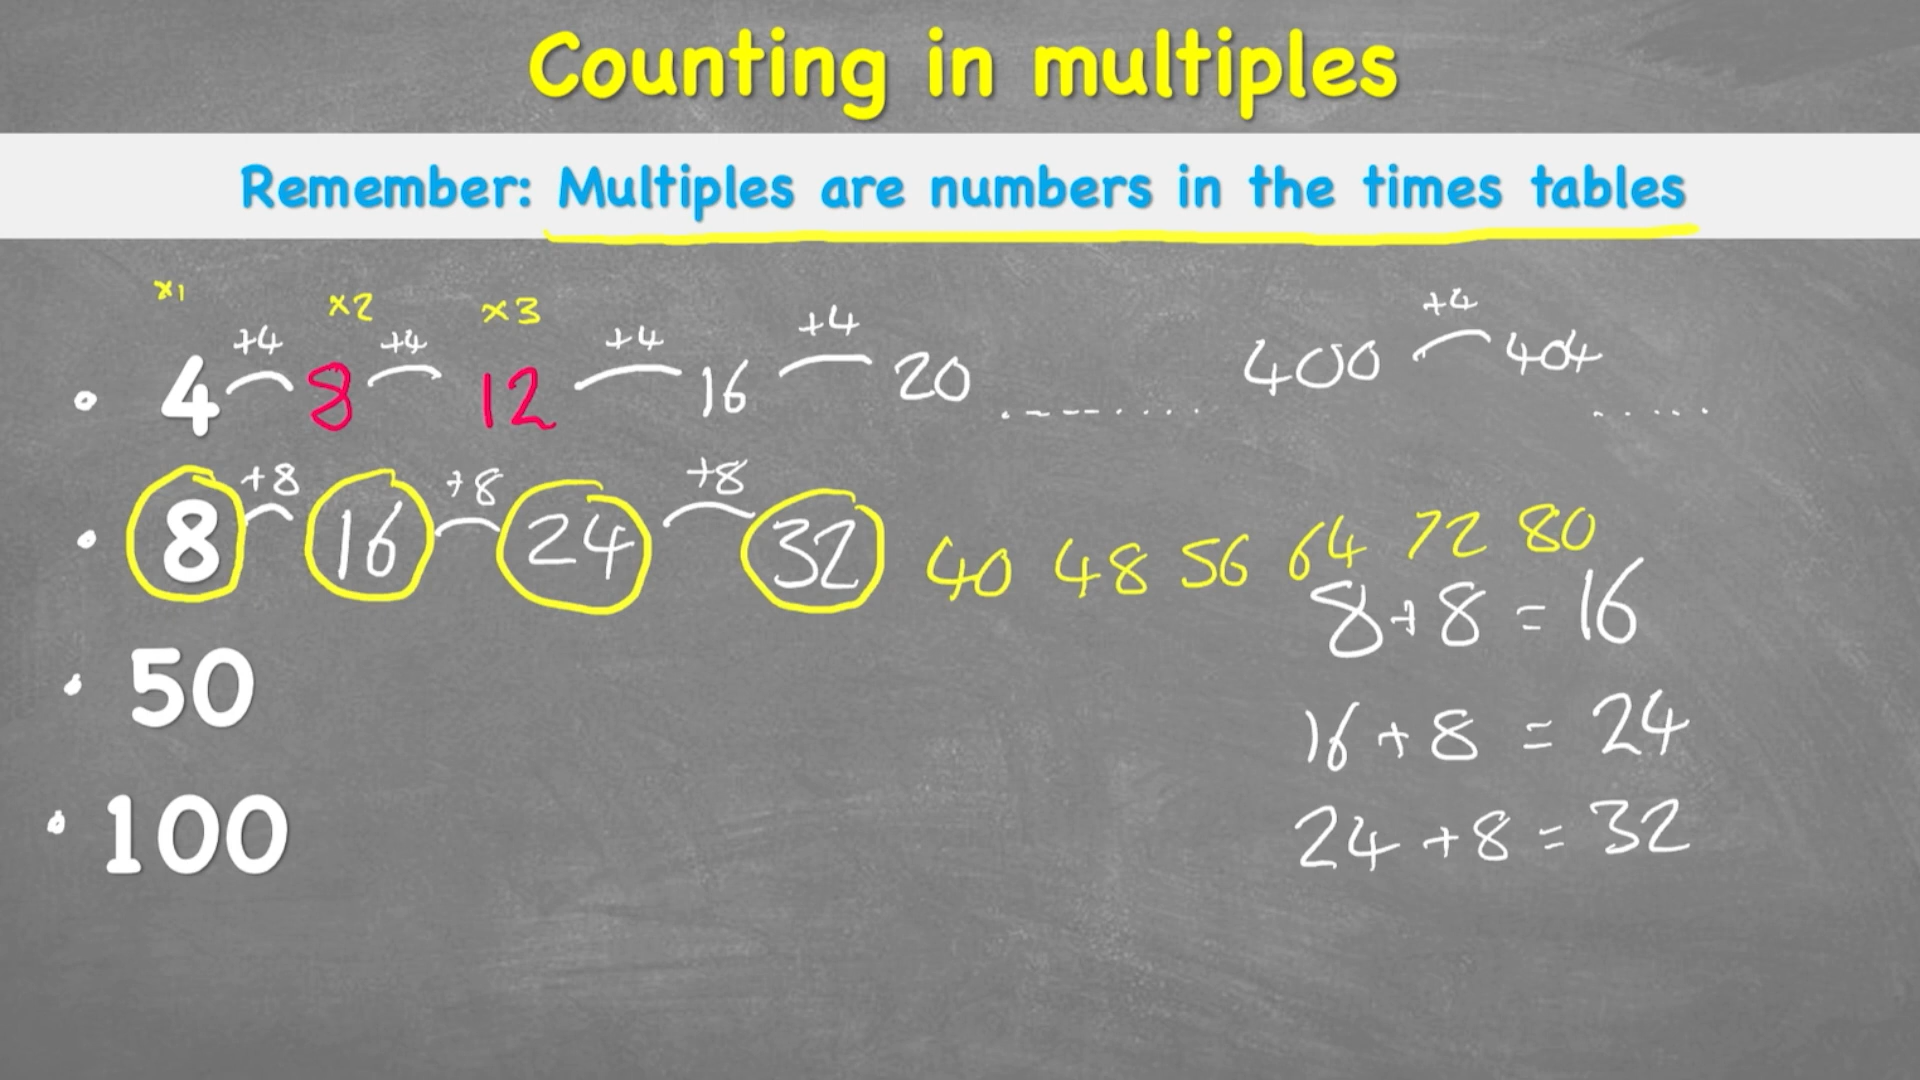 Counting in multiples
Remember: Multiples are numbers in the times tables
x1 x2 x3
+4 +4 +4 +4 +4
• 4 8 12 16 20 ........... 400 404 .....
+8 +8 +8
• 8 16 24 32 40 48 56 64 72 80
8+8 = 16
• 50
16+8 = 24
• 100
24+8=32